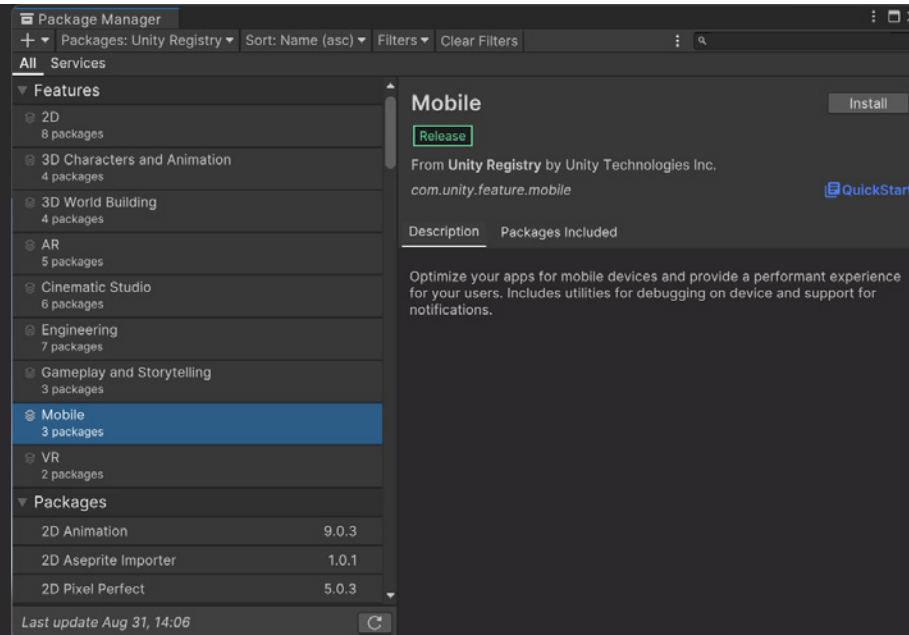 Package Manager
Packages: Unity Registry Sort: Name (asc) Filters Clear Filters
All Services
Features
2D
8 packages
3D Characters and Animation
4 packages
3D World Building
4 packages
AR
5 packages
Cinematic Studio
6 packages
Engineering
7 packages
Gameplay and Storytelling
3 packages
Mobile
3 packages
VR
2 packages
Packages
2D Animation 9.0.3
2D Aseprite Importer 1.0.1
2D Pixel Perfect 5.0.3
Last update Aug 31, 14:06
Mobile
Install
Release
From Unity Registry by Unity Technologies Inc.
com.unity.feature.mobile
QuickStart
Description Packages Included
Optimize your apps for mobile devices and provide a performant experience
for your users. Includes utilities for debugging on device and support for
notifications.